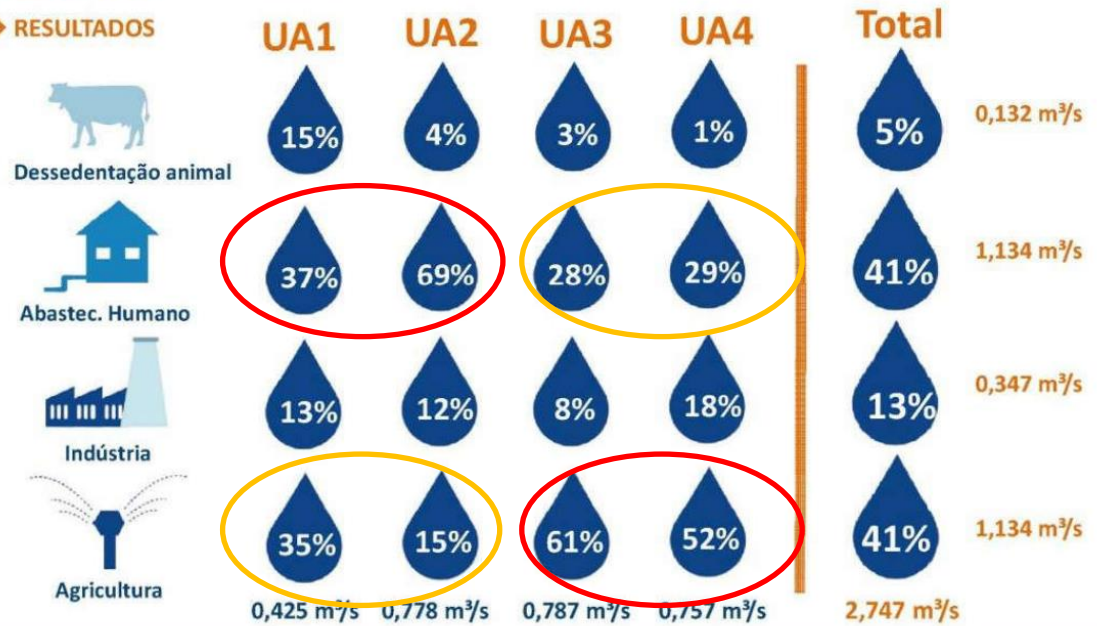 RESULTADOS
UA1 UA2 UA3 UA4 Total
15% 4% 3% 1% 5% 0,132 m³/s
Dessedentação animal
37% 69% 28% 29% 41% 1,134 m³/s
Abastec. Humano
13% 12% 8% 18% 13% 0,347 m³/s
Indústria
35% 15% 61% 52% 41% 1,134 m³/s
Agricultura
0,425 m³/s 0,778 m³/s 0,787 m³/s 0,757 m³/s 2,747 m³/s